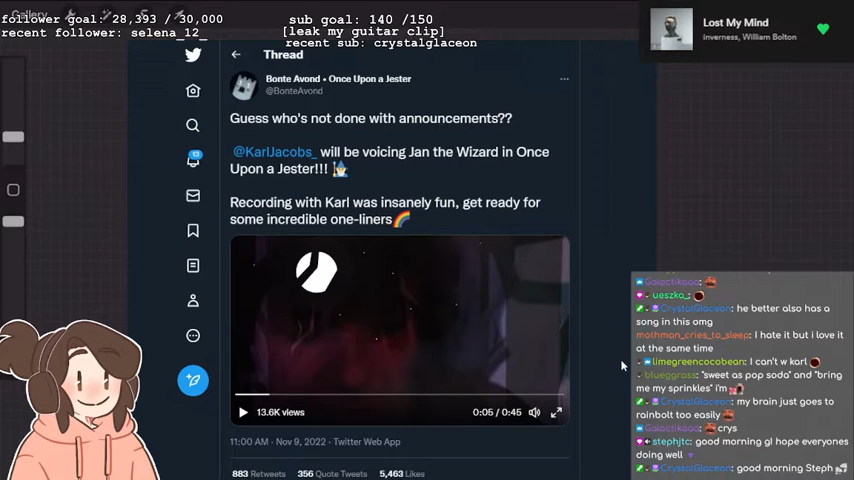 Gallery
follower goal: 28,393 / 30,000
sub goal: 140 /150
recent follower: selena_12_
[leak my guitar clip]
recent sub: crystalglaceon
Lost My Mind
inverness, William Bolton
Thread
Bonte Avond • Once Upon a Jester
@BonteAvond
Guess who's not done with announcements??
@KarlJacobs_ will be voicing Jan the Wizard in Once
Upon a Jester!!! 🧙‍♂️
Recording with Karl was insanely fun, get ready for
some incredible one-liners🌈
13.6K views
0:05 / 0:45
11:00 AM · Nov 9, 2022 · Twitter Web App
883 Retweets 356 Quote Tweets 5,463 Likes
13
Galactikaaa:
ueszka_:
CrystalGlaceon: he better also has a
song in this omg
mothman_cries_to_sleep: I hate it but i love it
at the same time
limegreencocobean: I can't w karl
blueggrass: "sweet as pop soda" and "bring
me my sprinkles" i'm
CrystalGlaceon: my brain just goes to
rainbolt too easily
Galactikaaa: crys
stephjtc: good morning g! hope everyones
doing well
CrystalGlaceon: good morning Steph